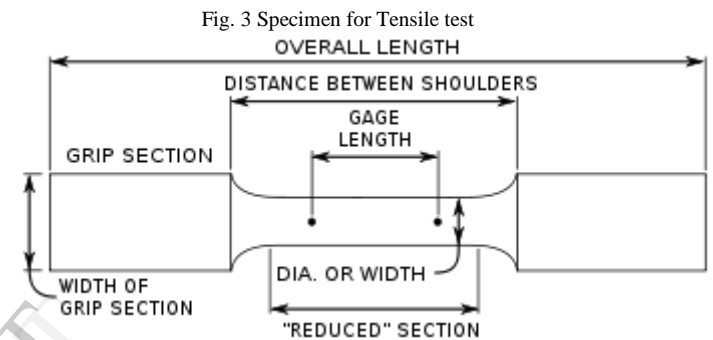 Fig. 3 Specimen for Tensile test
OVERALL LENGTH
DISTANCE BETWEEN SHOULDERS
GAGE
LENGTH
GRIP SECTION
DIA. OR WIDTH
WIDTH OF
GRIP SECTION
"REDUCED" SECTION